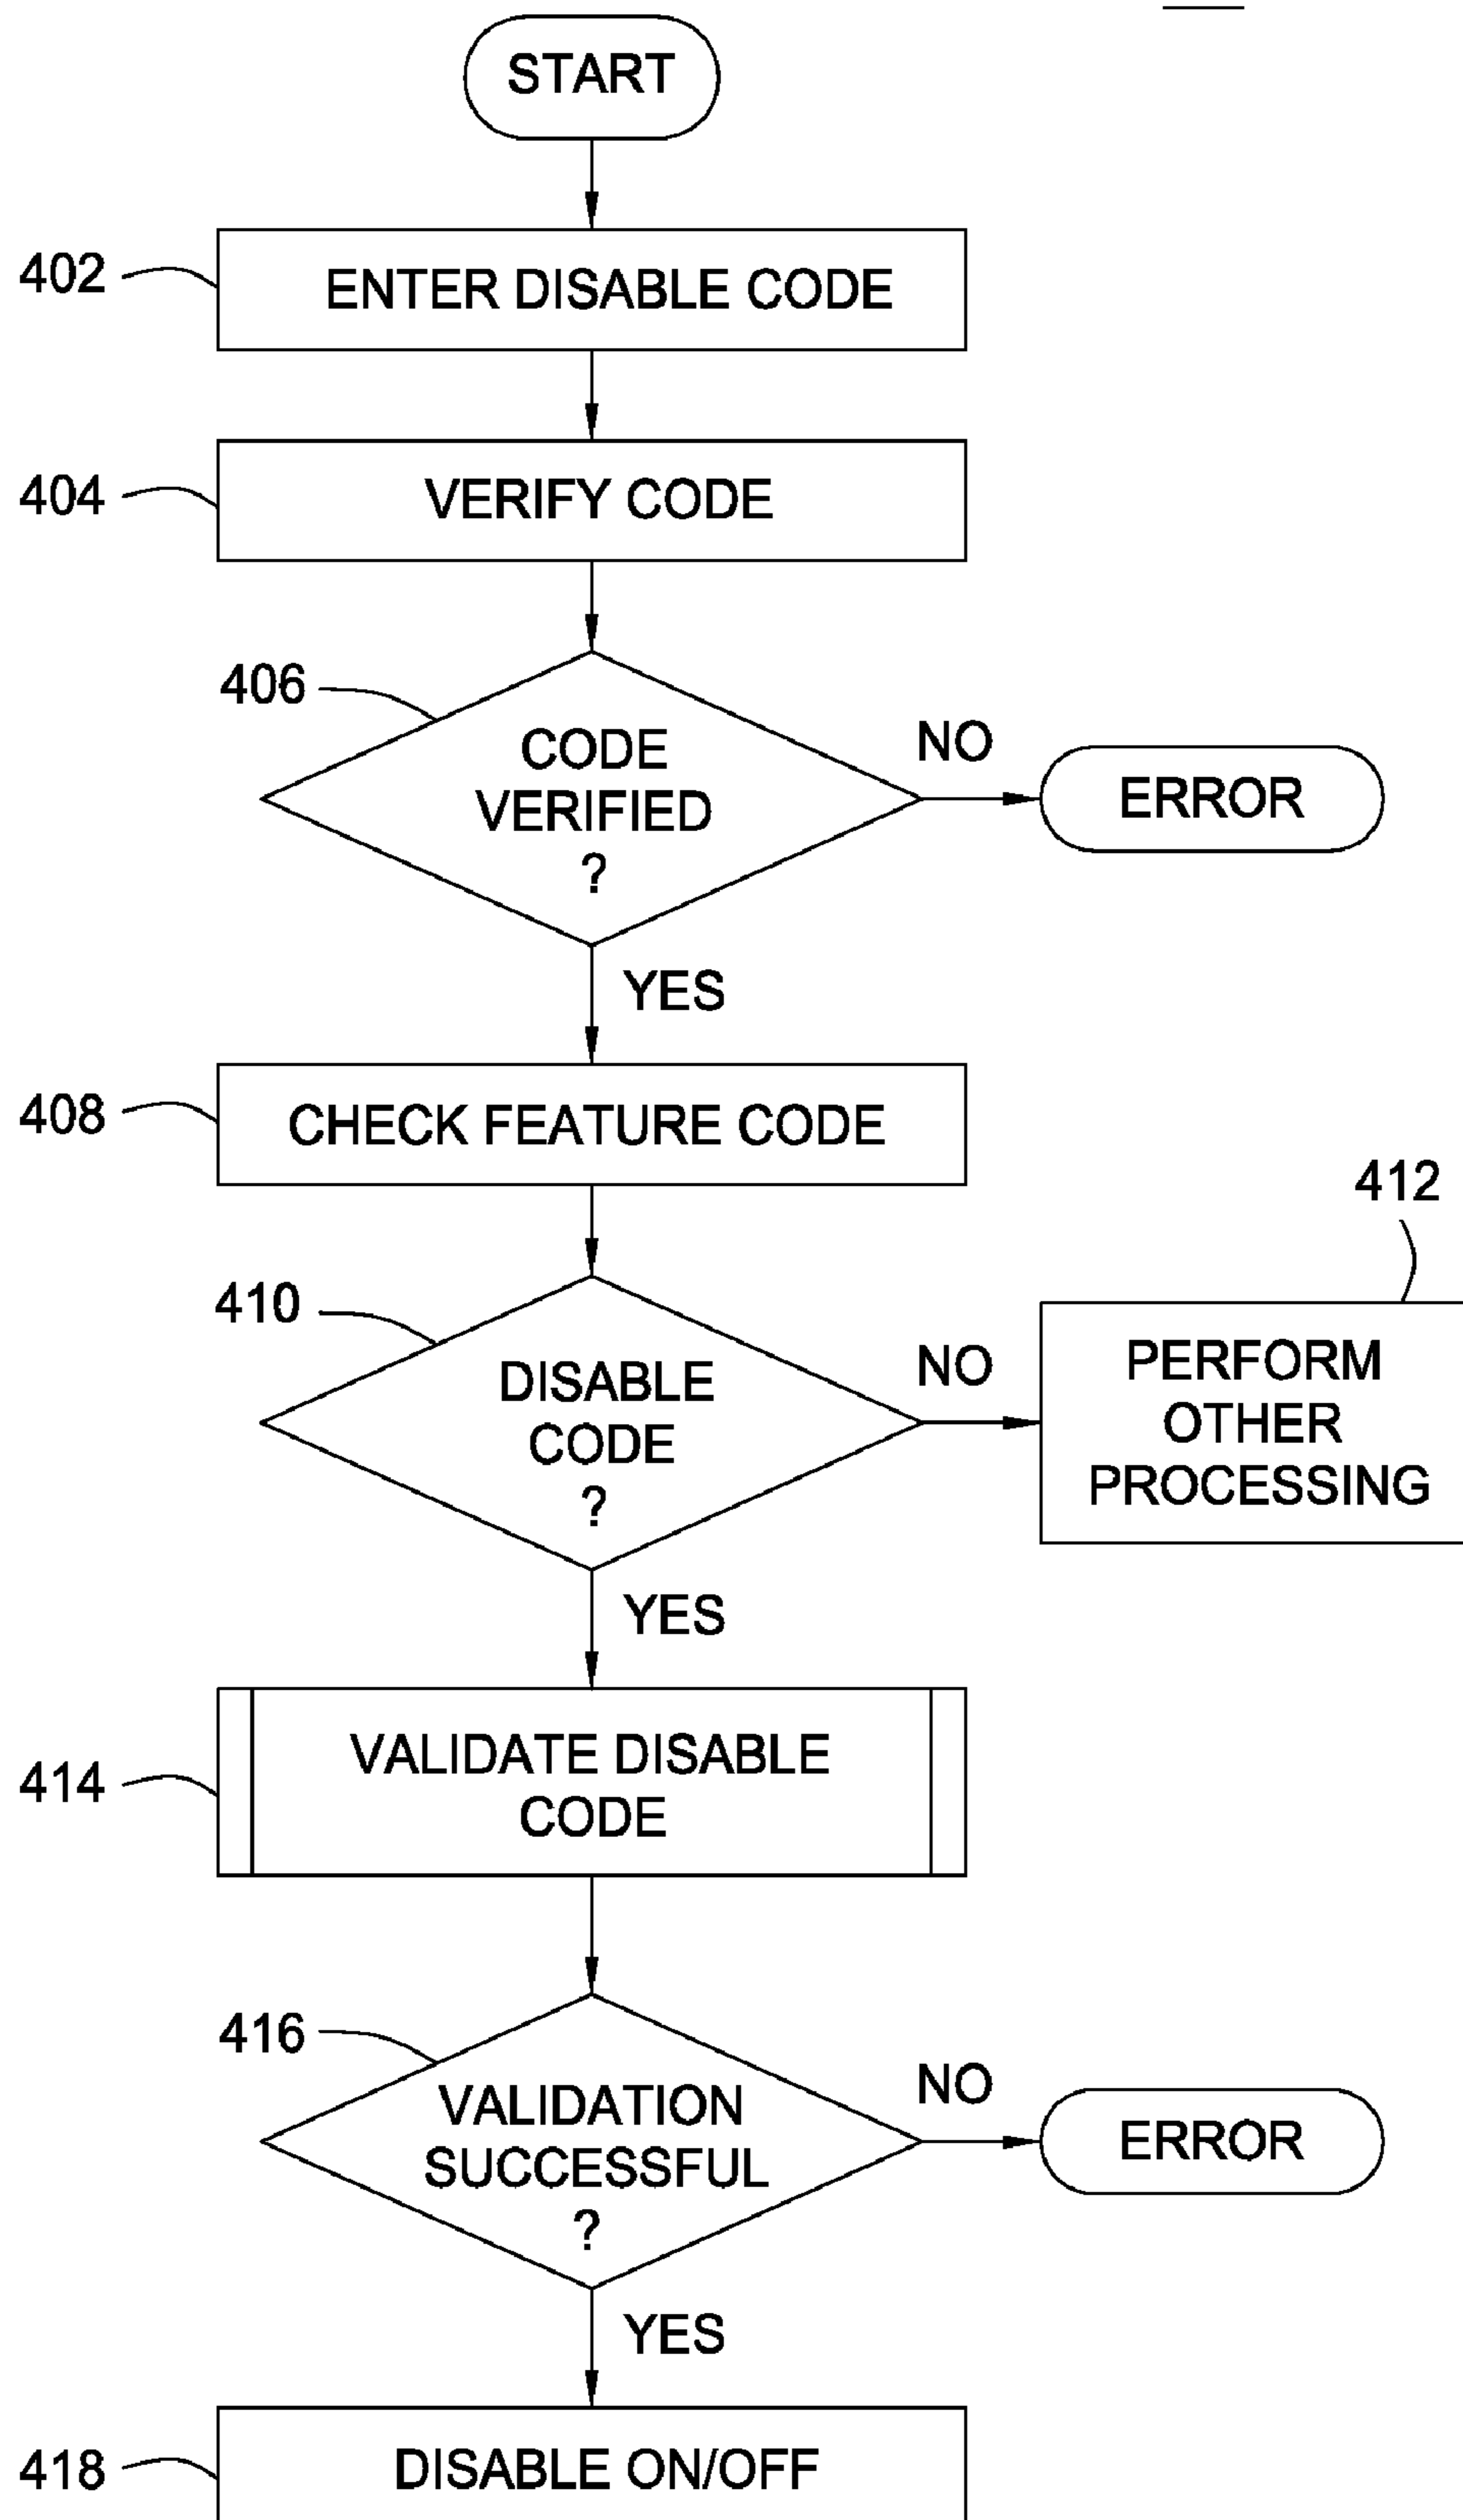 START
402
ENTER DISABLE CODE
404
VERIFY CODE
406
CODE
VERIFIED
?
NO
ERROR
YES
408
CHECK FEATURE CODE
412
410
DISABLE
CODE
?
NO
PERFORM
OTHER
PROCESSING
YES
414
VALIDATE DISABLE
CODE
416
VALIDATION
SUCCESSFUL
?
NO
ERROR
YES
418
DISABLE ON/OFF